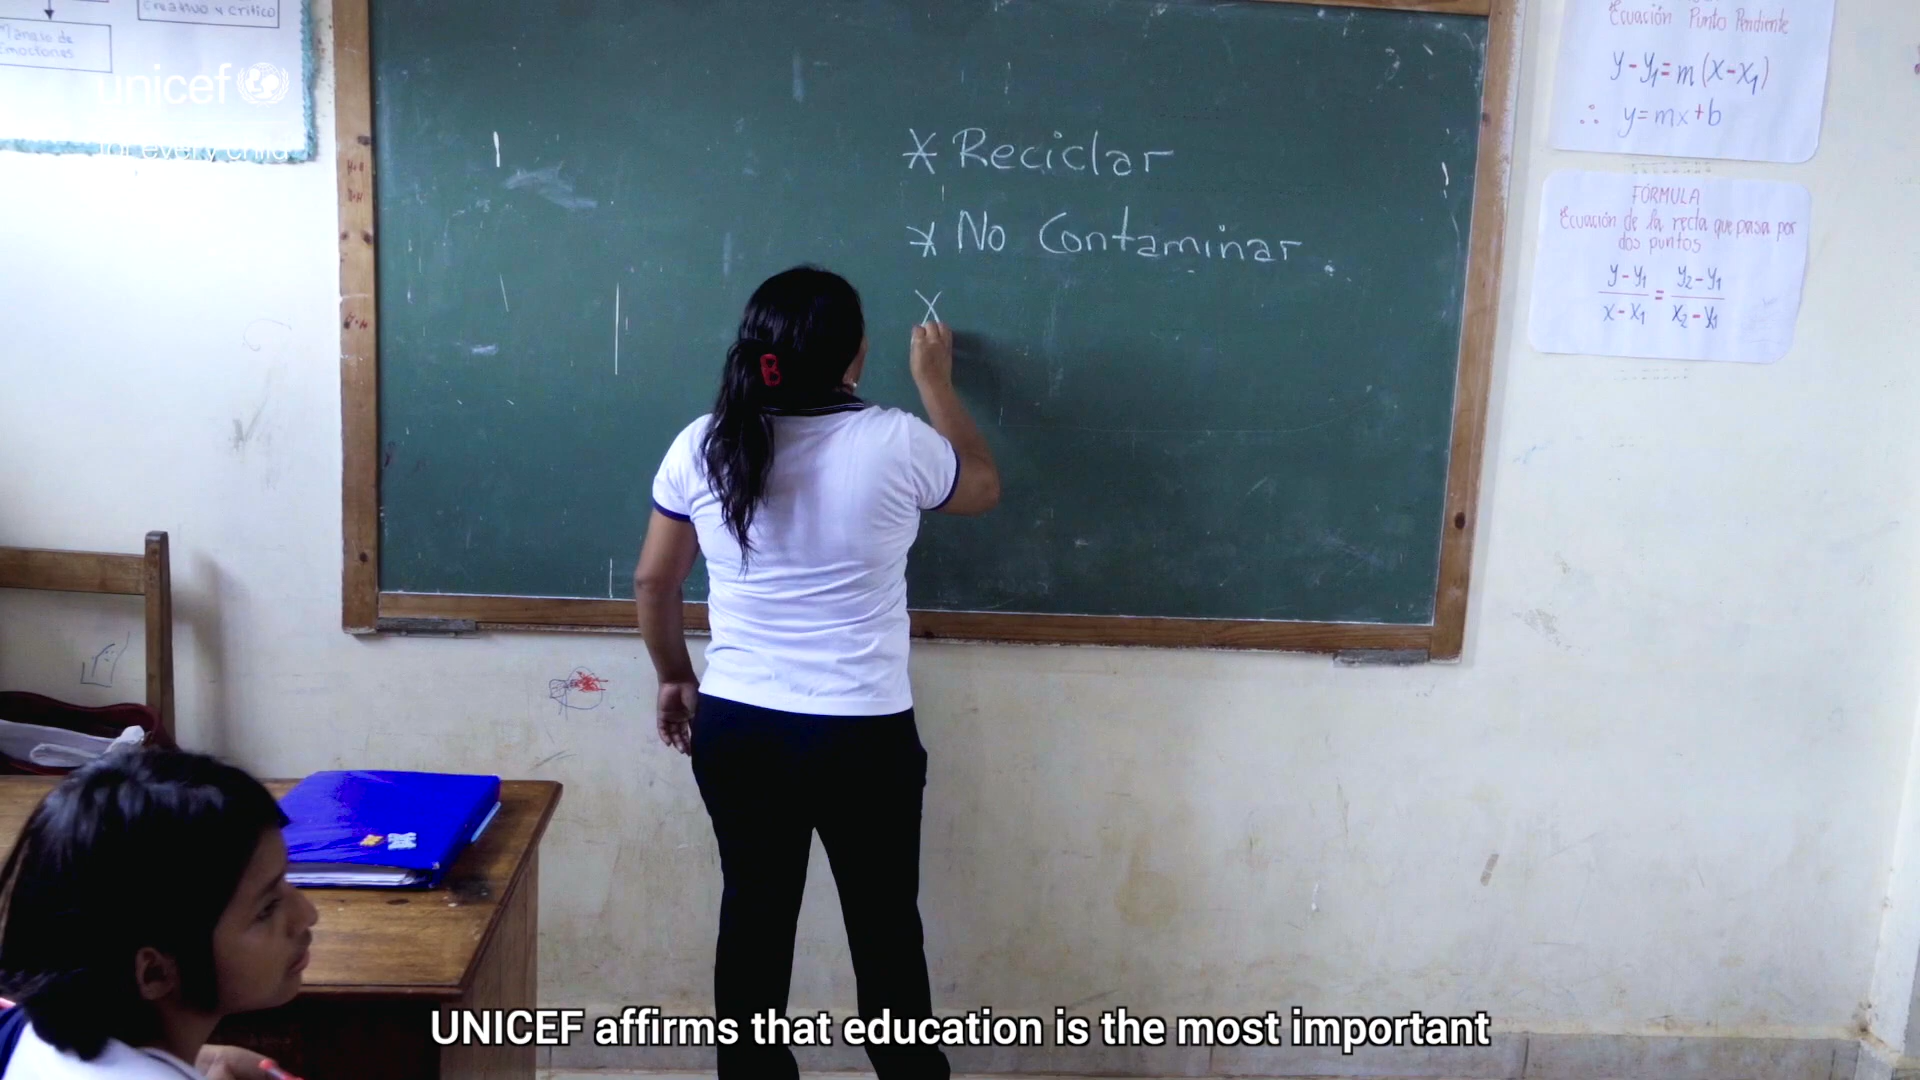 Creativo y Crítico
Manejo de
Emociones
unicef
for every child
* Reciclar
* No Contaminar
Ecuación Punto Pendiente
y-y₁=m(x-x₁)
∴ y=mx+b
FÓRMULA
Ecuación de la recta que pasa por
dos puntos
y-y₁ = y₂-y₁
x-x₁ x₂-x₁
UNICEF affirms that education is the most important